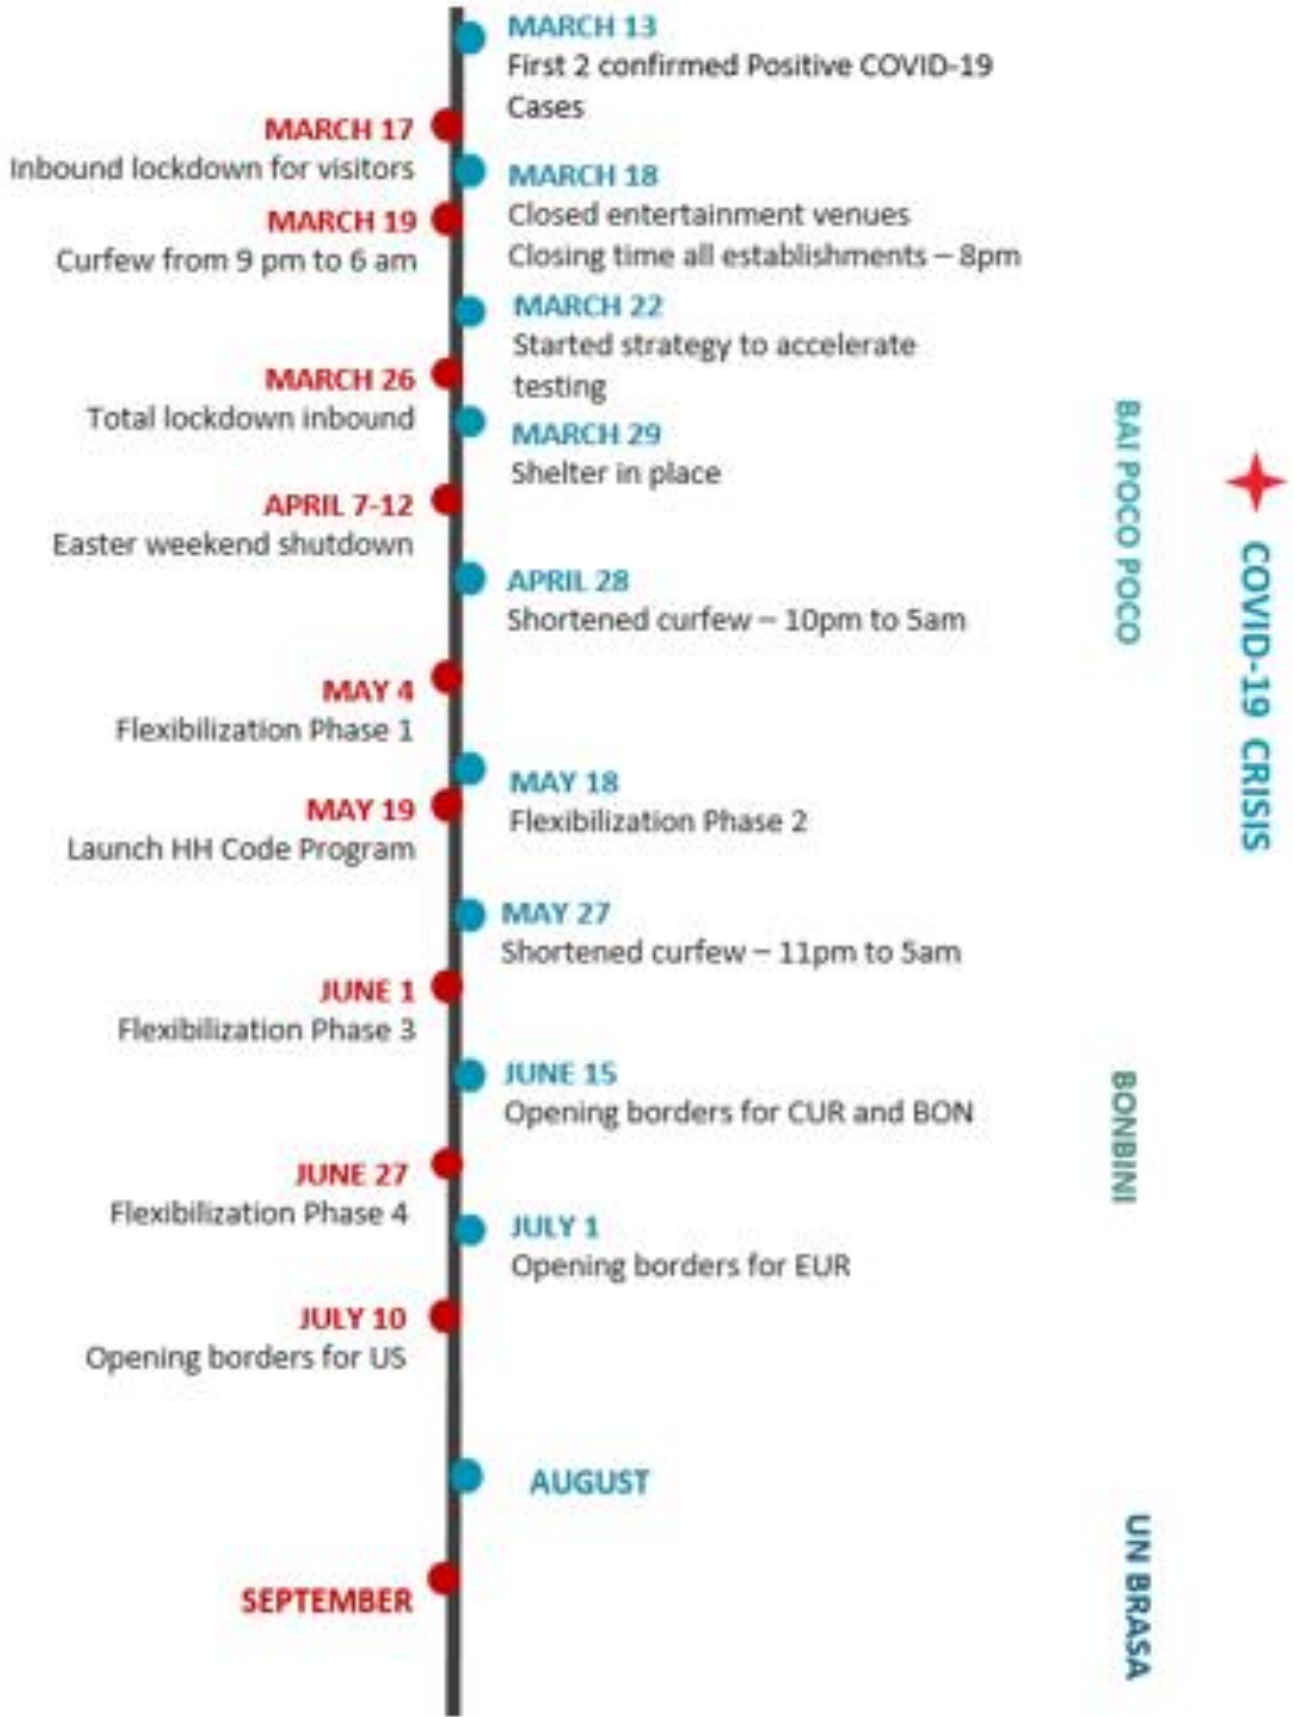 MARCH 13
First 2 confirmed Positive COVID-19
Cases
MARCH 17
Inbound lockdown for visitors
MARCH 18
Closed entertainment venues
Closing time all establishments – 8pm
MARCH 19
Curfew from 9 pm to 6 am
MARCH 22
Started strategy to accelerate
testing
MARCH 26
Total lockdown inbound
MARCH 29
Shelter in place
APRIL 7-12
Easter weekend shutdown
APRIL 28
Shortened curfew – 10pm to 5am
MAY 4
Flexibilization Phase 1
MAY 18
Flexibilization Phase 2
MAY 19
Launch HH Code Program
MAY 27
Shortened curfew – 11pm to 5am
JUNE 1
Flexibilization Phase 3
JUNE 15
Opening borders for CUR and BON
JUNE 27
Flexibilization Phase 4
JULY 1
Opening borders for EUR
JULY 10
Opening borders for US
AUGUST
SEPTEMBER
BAI POCO POCO
BONBINI
UN BRASA
COVID-19 CRISIS